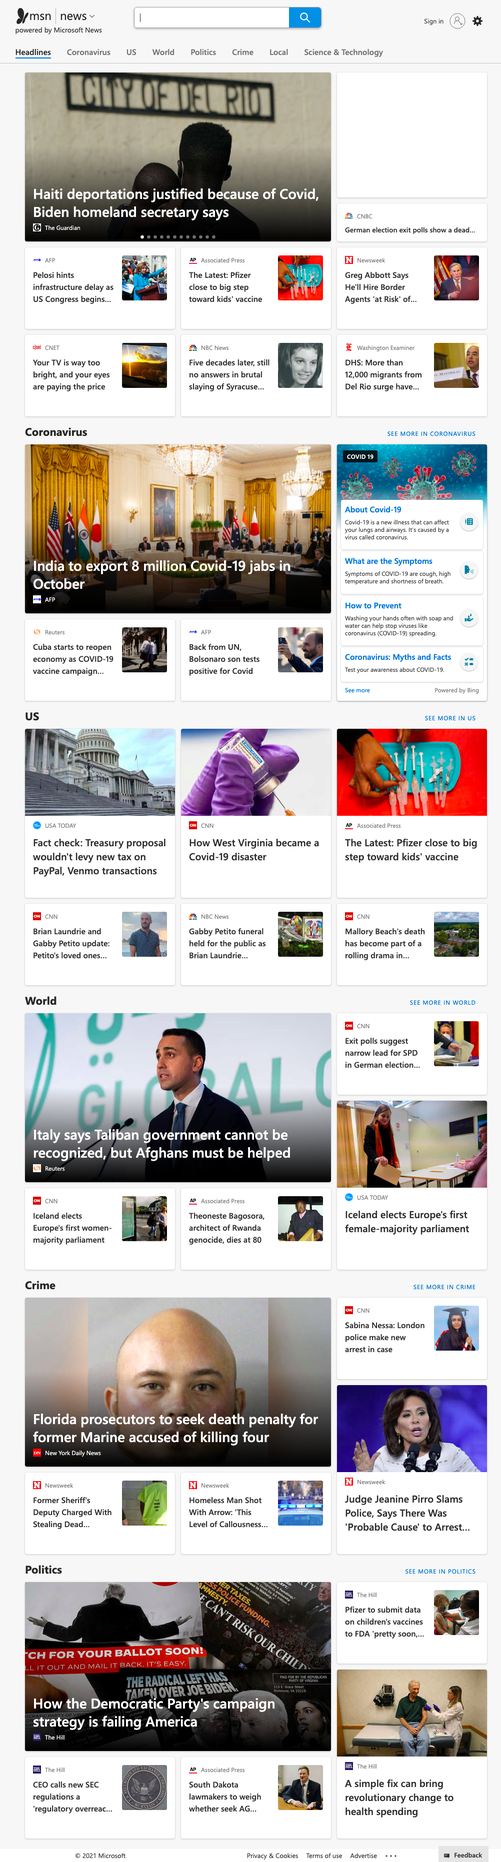 msn news
powered by Microsoft News
Sign in
Headlines Coronavirus US World Politics Crime Local Science & Technology
CITY OF DEL RIO
Haiti deportations justified because of Covid,
Biden homeland secretary says
The Guardian
CNBC
German election exit polls show a dead...
AFP
Pelosi hints
infrastructure delay as
US Congress begins...
AP Associated Press
The Latest: Pfizer
close to big step
toward kids' vaccine
N Newsweek
Greg Abbott Says
He'll Hire Border
Agents 'at Risk' of...
CNET
Your TV is way too
bright, and your eyes
are paying the price
NBC News
Five decades later, still
no answers in brutal
slaying of Syracuse...
Washington Examiner
DHS: More than
12,000 migrants from
Del Rio surge have...
Coronavirus
SEE MORE IN CORONAVIRUS
India to export 8 million Covid-19 jabs in
October
AFP
COVID 19
About Covid-19
Covid-19 is a new illness that can affect
your lungs and airways. It's caused by a
virus called coronavirus.
What are the Symptoms
Symptoms of COVID-19 are cough, high
temperature and shortness of breath.
How to Prevent
Washing your hands often with soap and
water can help stop viruses like
coronavirus (COVID-19) spreading.
Coronavirus: Myths and Facts
Test your awareness about COVID-19.
See more
Powered by Bing
Reuters
Cuba starts to reopen
economy as COVID-19
vaccine campaign...
AFP
Back from UN,
Bolsonaro son tests
positive for Covid
US
SEE MORE IN US
USA TODAY
Fact check: Treasury proposal
wouldn't levy new tax on
PayPal, Venmo transactions
CNN
How West Virginia became a
Covid-19 disaster
AP Associated Press
The Latest: Pfizer close to big
step toward kids' vaccine
CNN
Brian Laundrie and
Gabby Petito update:
Petito's loved ones...
NBC News
Gabby Petito funeral
held for the public as
Brian Laundrie...
CNN
Mallory Beach's death
has become part of a
rolling drama in...
World
SEE MORE IN WORLD
Italy says Taliban government cannot be
recognized, but Afghans must be helped
Reuters
CNN
Exit polls suggest
narrow lead for SPD
in German election...
CNN
Iceland elects
Europe's first women-
majority parliament
AP Associated Press
Theoneste Bagosora,
architect of Rwanda
genocide, dies at 80
USA TODAY
Iceland elects Europe's first
female-majority parliament
Crime
SEE MORE IN CRIME
Florida prosecutors to seek death penalty for
former Marine accused of killing four
New York Daily News
CNN
Sabina Nessa: London
police make new
arrest in case
N Newsweek
Former Sheriff's
Deputy Charged With
Stealing Dead...
N Newsweek
Homeless Man Shot
With Arrow: 'This
Level of Callousness...
N Newsweek
Judge Jeanine Pirro Slams
Police, Says There Was
'Probable Cause' to Arrest...
Politics
SEE MORE IN POLITICS
TCH FOR YOUR BALLOT SOON!
LL IT OUT AND MAIL IT BACK. IT'S EASY.
THE RADICAL LEFT HAS
TAKEN OVER JOE BIDEN.
How the Democratic Party's campaign
strategy is failing America
The Hill
The Hill
Pfizer to submit data
on children's vaccines
to FDA 'pretty soon,...
The Hill
CEO calls new SEC
regulations a
'regulatory overreac...
AP Associated Press
South Dakota
lawmakers to weigh
whether seek AG...
The Hill
A simple fix can bring
revolutionary change to
health spending
© 2021 Microsoft
Privacy & Cookies Terms of use Advertise
Feedback